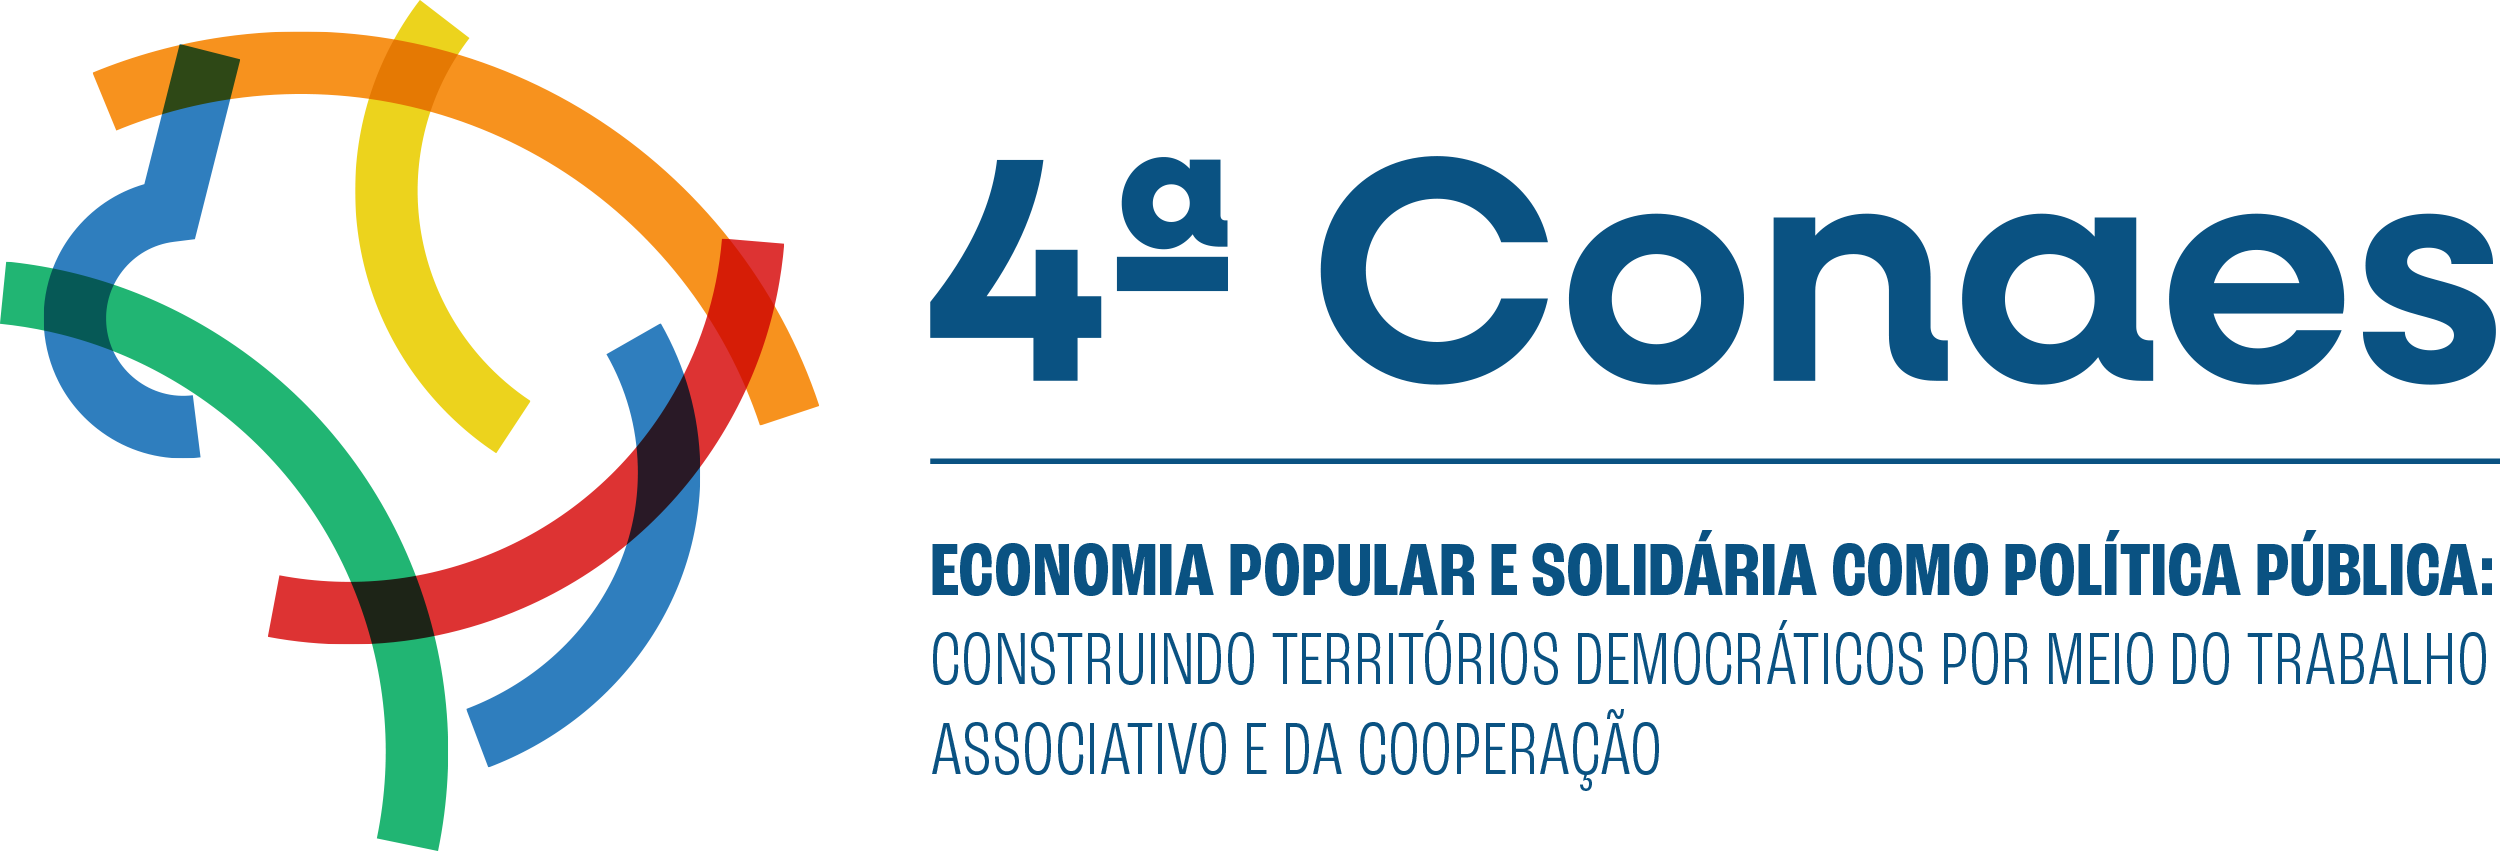 4ª Conaes
ECONOMIA POPULAR E SOLIDÁRIA COMO POLÍTICA PÚBLICA:
CONSTRUINDO TERRITÓRIOS DEMOCRÁTICOS POR MEIO DO TRABALHO
ASSOCIATIVO E DA COOPERAÇÃO